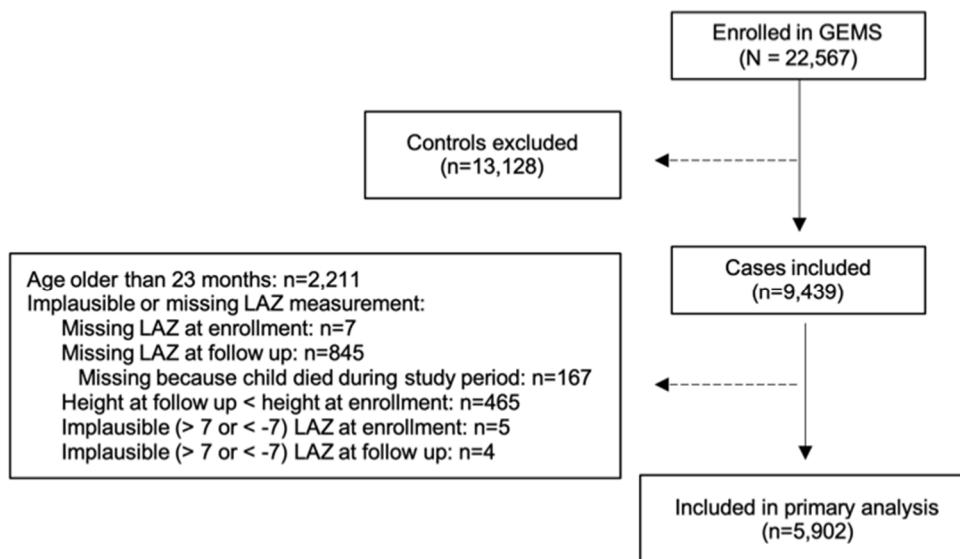 Enrolled in GEMS
(N = 22,567)
Controls excluded
(n=13,128)
Cases included
(n=9,439)
Age older than 23 months: n=2,211
Implausible or missing LAZ measurement:
Missing LAZ at enrollment: n=7
Missing LAZ at follow up: n=845
Missing because child died during study period: n=167
Height at follow up < height at enrollment: n=465
Implausible (> 7 or < -7) LAZ at enrollment: n=5
Implausible (> 7 or < -7) LAZ at follow up: n=4
Included in primary analysis
(n=5,902)